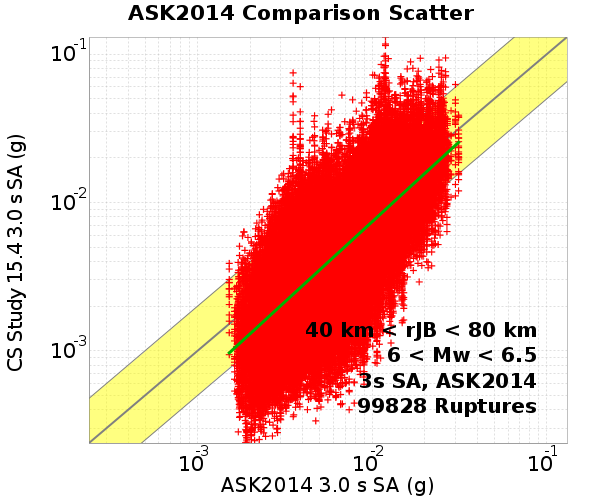 ASK2014 Comparison Scatter
CS Study 15.4 3.0 s SA (g)
10^-1
10^-2
10^-3
40 km < rJB < 80 km
6 < Mw < 6.5
3s SA, ASK2014
99828 Ruptures
10^-3 10^-2 10^-1
ASK2014 3.0 s SA (g)